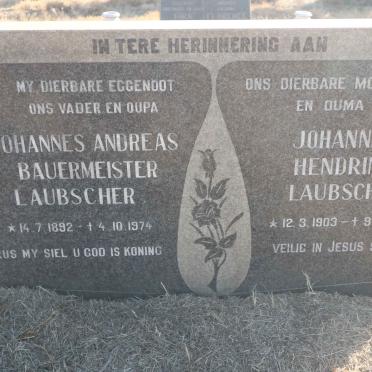 IN TERE HERINNERING AAN
MY DIERBARE EGGENOOT
ONS VADER EN OUPA
JOHANNES ANDREAS
BAUERMEISTER
LAUBSCHER
*14.7.1892 - †4.10.1974
RUS MY SIEL U GOD IS KONING
ONS DIERBARE MO
EN OUMA
JOHANN
HENDRI
LAUBSCH
*12.3.1903 - †9
VEILIG IN JESUS